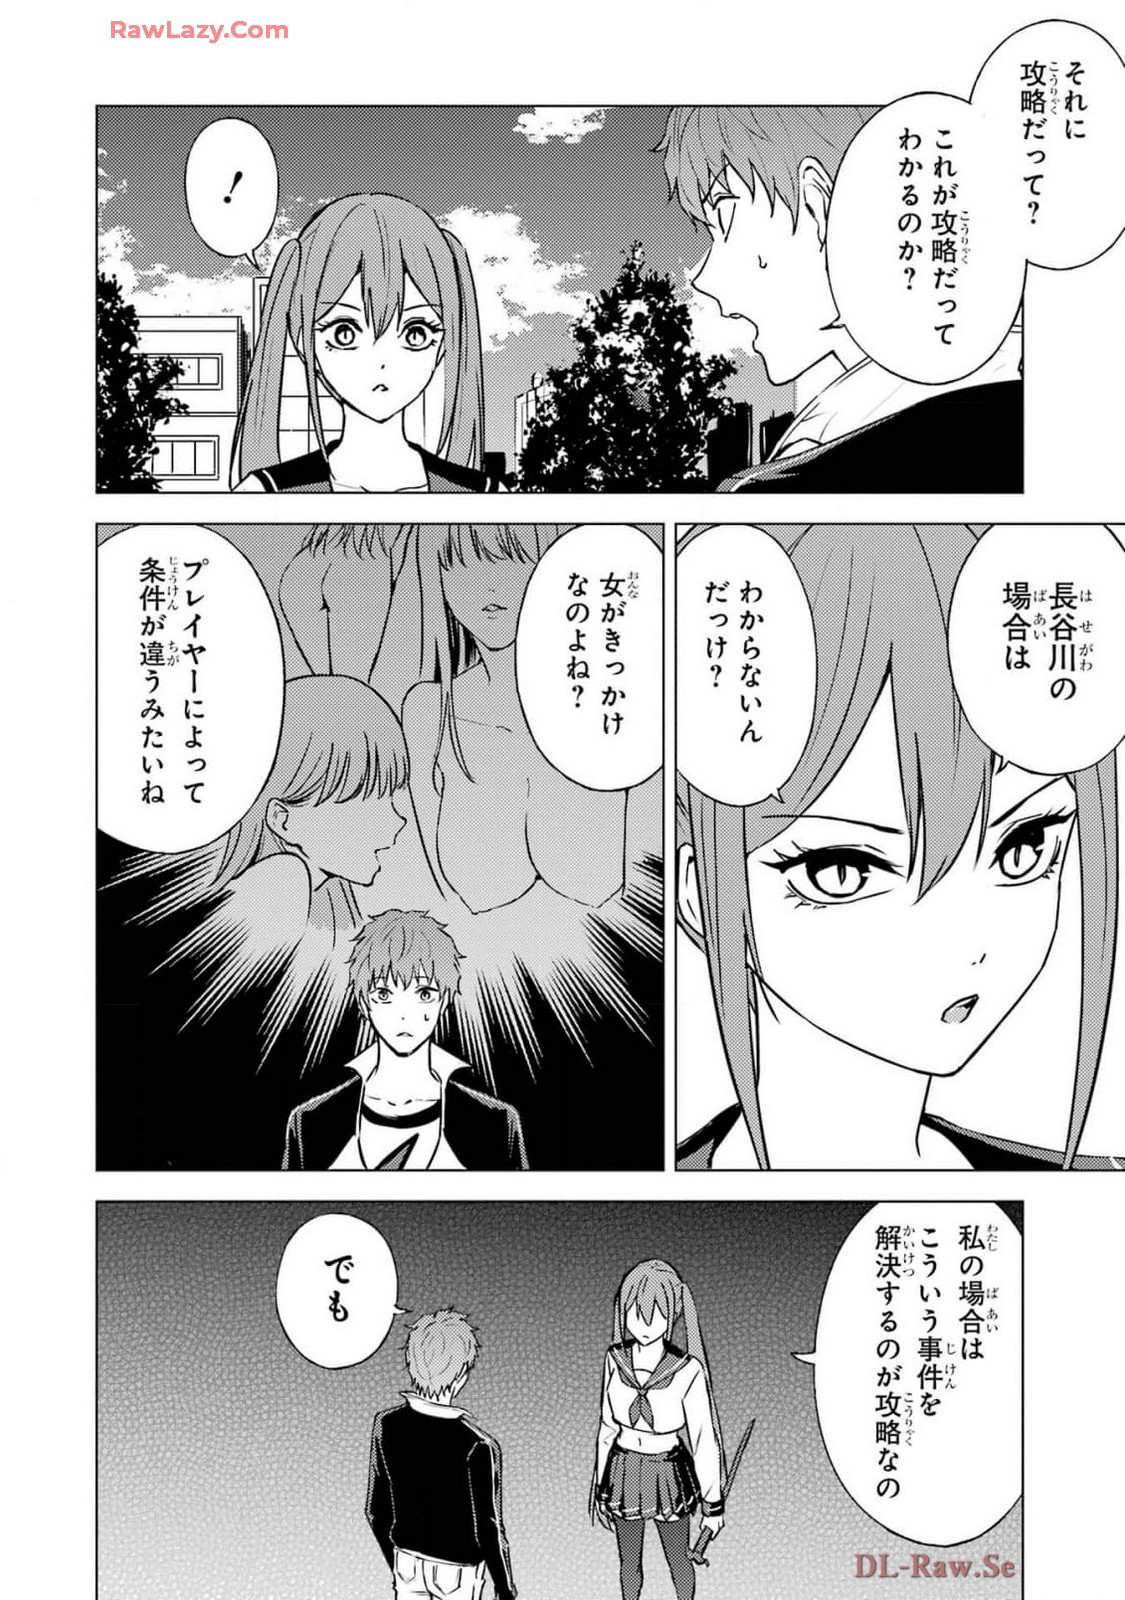 RawLazy.Com
それに
攻略だって?
これが攻略だって
わかるのか?
!
長谷川の
場合は
わからないん
だっけ?
女がきっかけ
なのよね?
プレイヤーによって
条件が違うみたいね
私の場合は
こういう事件を
解決するのが攻略なの
でも
DL-Raw.Se